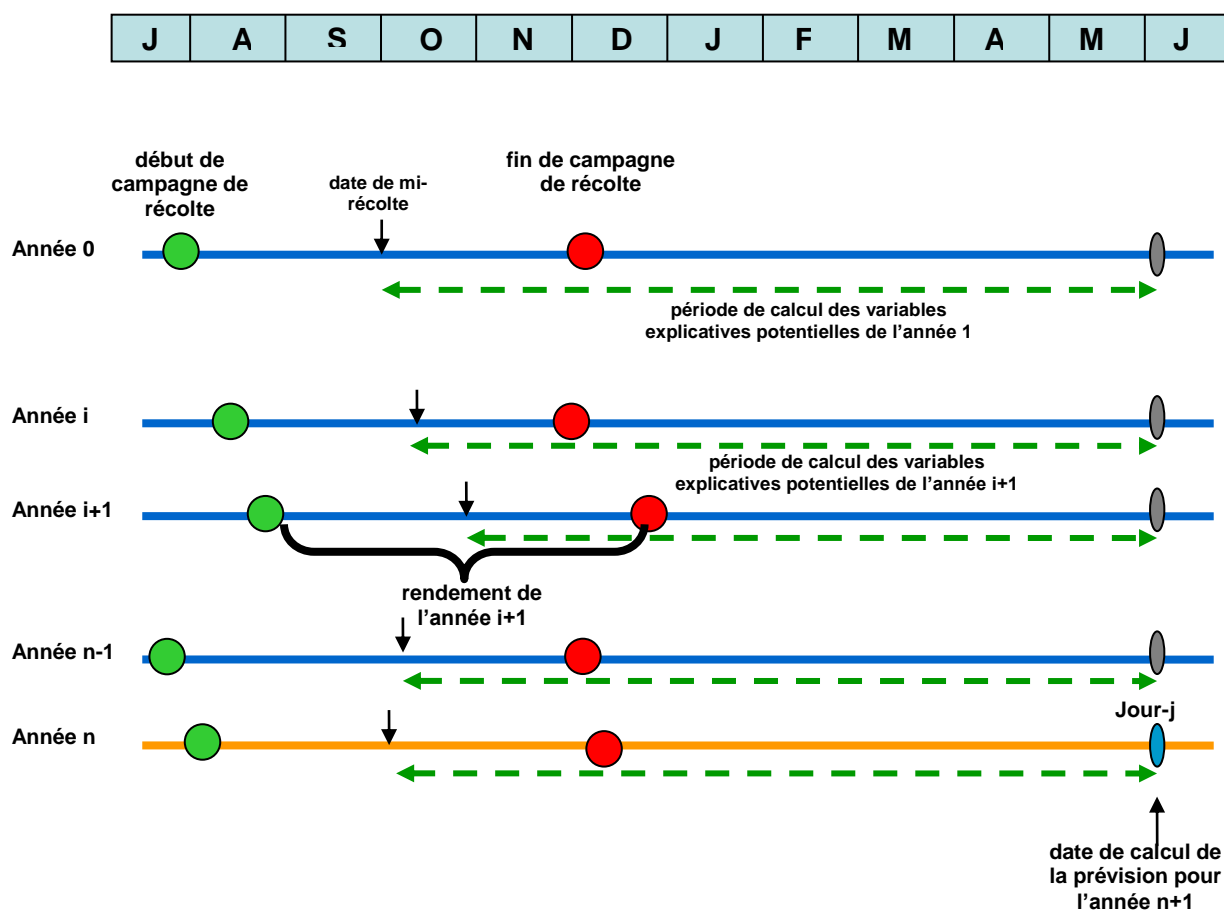 J A S O N D J F M A M J
début de
campagne de
récolte
date de mi-
récolte
fin de campagne
de récolte
Année 0
période de calcul des variables
explicatives potentielles de l’année 1
Année i
période de calcul des variables
explicatives potentielles de l’année i+1
Année i+1
rendement de
l’année i+1
Année n-1
Jour-j
Année n
date de calcul de
la prévision pour
l’année n+1